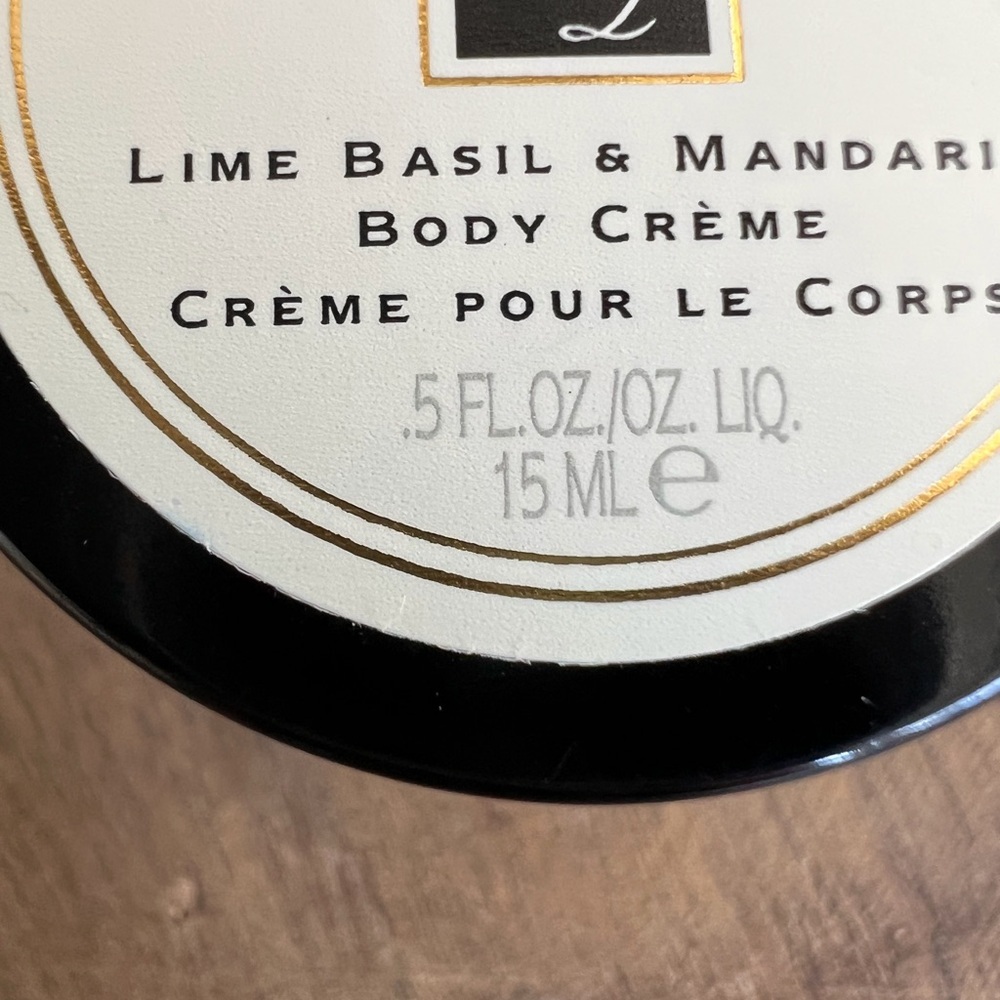 LIME BASIL & MANDARI
BODY CRÈME
CRÈME POUR LE CORPS
.5 FL.OZ./OZ. LIQ.
15 ML e